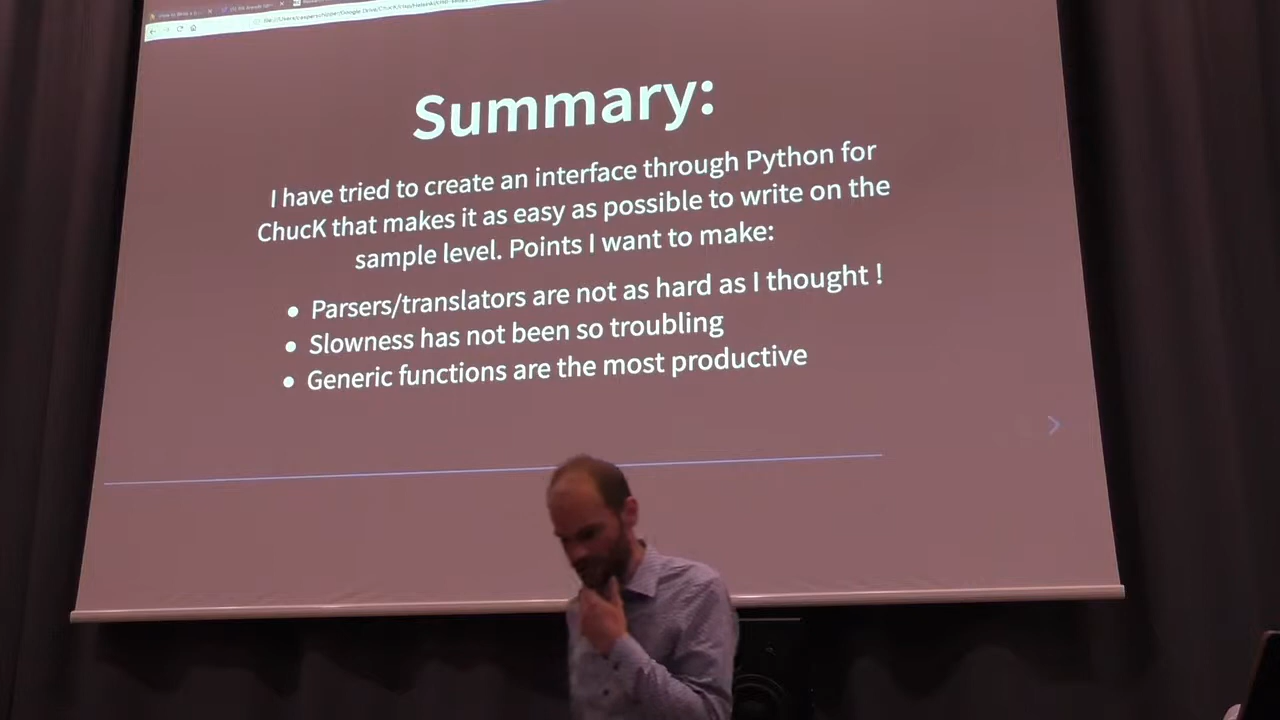 Summary:
I have tried to create an interface through Python for
ChucK that makes it as easy as possible to write on the
sample level. Points I want to make:
• Parsers/translators are not as hard as I thought !
• Slowness has not been so troubling
• Generic functions are the most productive